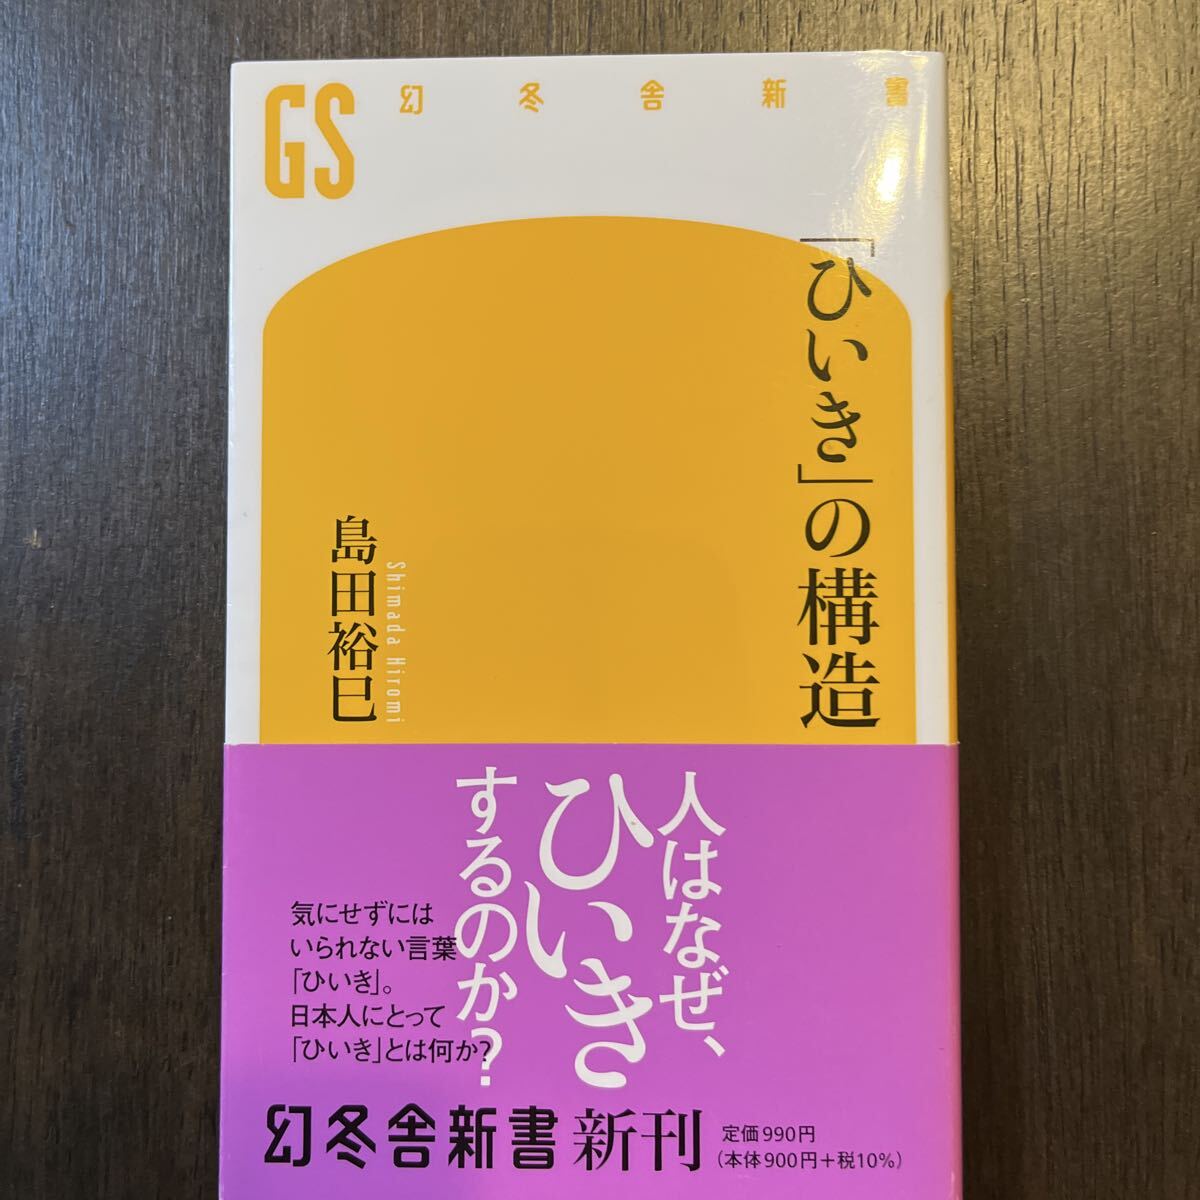 GS
幻冬舎新書
「ひいき」の構造
島田裕巳
Shimada Hiromi
人はなぜ、
ひいき
するのか?
気にせずには
いられない言葉
「ひいき」。
日本人にとって
「ひいき」とは何か?
幻冬舎新書 新刊
定価990円
(本体900円+税10%)